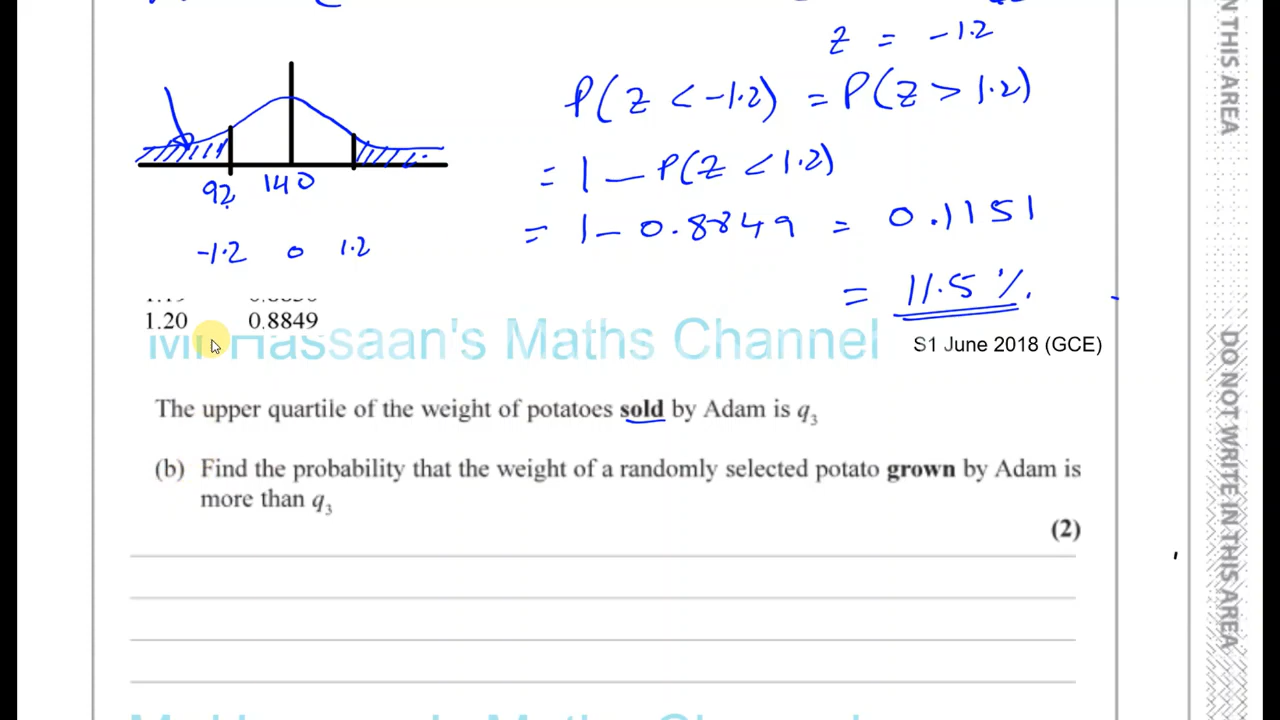 z = -1.2
P(Z < -1.2) = P(Z > 1.2)
= 1 - P(Z < 1.2)
= 1 - 0.8849 = 0.1151
= 11.5 %
92 140
-1.2 0 1.2
1.20 0.8849
Mr Hassaan's Maths Channel
S1 June 2018 (GCE)
The upper quartile of the weight of potatoes sold by Adam is q₃
(b) Find the probability that the weight of a randomly selected potato grown by Adam is
more than q₃
(2)
N THIS AREA
DO NOT WRITE IN THIS AREA